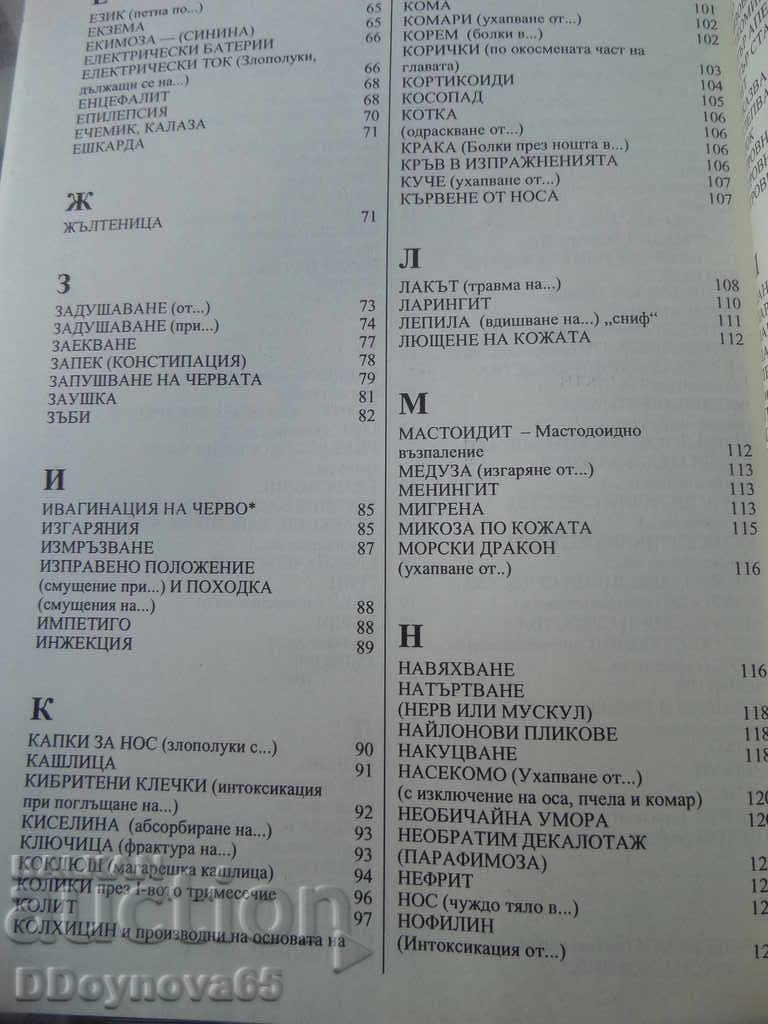 ЕЗИК (петна по...) 65
ЕКЗЕМА 65
ЕКИМОЗА — (СИНИНА) 66
ЕЛЕКТРИЧЕСКИ БАТЕРИИ
ЕЛЕКТРИЧЕСКИ ТОК (Злополуки,
дължащи се на...) 66
ЕНЦЕФАЛИТ 68
ЕПИЛЕПСИЯ 68
ЕЧЕМИК, КАЛАЗА 70
ЕШКАРДА 71
Ж
ЖЪЛТЕНИЦА 71
З
ЗАДУШАВАНЕ (от...) 73
ЗАДУШАВАНЕ (при...) 74
ЗАЕКВАНЕ 77
ЗАПЕК (КОНСТИПАЦИЯ) 78
ЗАПУШВАНЕ НА ЧЕРВАТА 79
ЗАУШКА 81
ЗЪБИ 82
И
ИВАГИНАЦИЯ НА ЧЕРВО* 85
ИЗГАРЯНИЯ 85
ИЗМРЪЗВАНЕ 87
ИЗПРАВЕНО ПОЛОЖЕНИЕ
(смущение при...) И ПОХОДКА
(смущения на...) 88
ИМПЕТИГО 88
ИНЖЕКЦИЯ 89
К
КАПКИ ЗА НОС (злополуки с...) 90
КАШЛИЦА 91
КИБРИТЕНИ КЛЕЧКИ (интоксикация
при поглъщане на...) 92
КИСЕЛИНА (абсорбиране на...) 93
КЛЮЧИЦА (фрактура на...) 93
КОКЛЮШ (магарешка кашлица) 94
КОЛИКИ през I-вото тримесечие 96
КОЛИТ 97
КОЛХИЦИН и производни на основата на
КОМА 101
КОМАРИ (ухапване от...) 102
КОРЕМ (болки в...) 102
КОРИЧКИ (по окосмената част на
главата) 103
КОРТИКОИДИ 104
КОСОПАД 105
КОТКА 106
(одраскване от...) 106
КРАКА (Болки през нощта в...) 106
КРЪВ В ИЗПРАЖНЕНИЯТА 106
КУЧЕ (ухапване от...) 107
КЪРВЕНЕ ОТ НОСА 107
Л
ЛАКЪТ (травма на...) 108
ЛАРИНГИТ 110
ЛЕПИЛА (вдишване на...) „сниф“ 111
ЛЮЩЕНЕ НА КОЖАТА 112
М
МАСТОИДИТ – Мастодоидно
възпаление 112
МЕДУЗА (изгаряне от...) 113
МЕНИНГИТ 113
МИГРЕНА 113
МИКОЗА ПО КОЖАТА 115
МОРСКИ ДРАКОН
(ухапване от..) 116
Н
НАВЯХВАНЕ 116
НАТЪРТВАНЕ
(НЕРВ ИЛИ МУСКУЛ) 118
НАЙЛОНОВИ ПЛИКОВЕ 118
НАКУЦВАНЕ 118
НАСЕКОМО (Ухапване от...)
(с изключение на оса, пчела и комар) 120
НЕОБИЧАЙНА УМОРА 120
НЕОБРАТИМ ДЕКАЛОТАЖ
(ПАРАФИМОЗА) 12
НЕФРИТ 12
НОС (чуждо тяло в...) 12
НОФИЛИН
(Интоксикация от...) 12
auction
DDoynova65